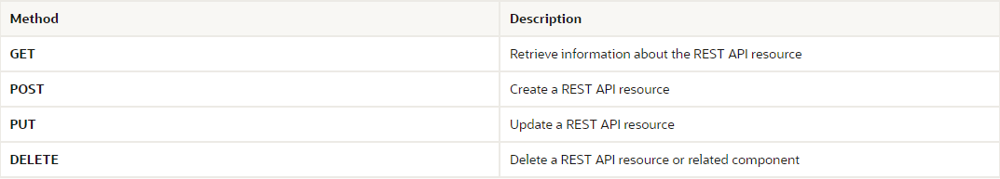 Method Description
GET Retrieve information about the REST API resource
POST Create a REST API resource
PUT Update a REST API resource
DELETE Delete a REST API resource or related component